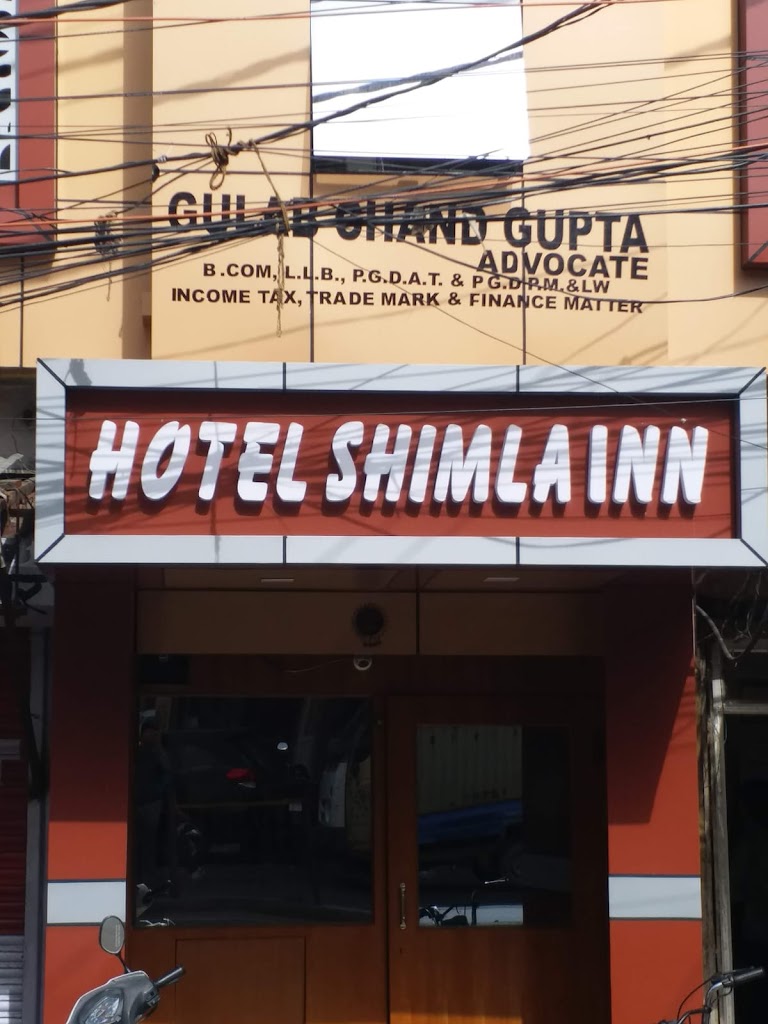 GULAB CHAND GUPTA
ADVOCATE
B.COM, L.L.B., P.G.D.A.T. & P.G.D.P.M.&LW
INCOME TAX, TRADE MARK & FINANCE MATTER
HOTEL SHIMLA INN